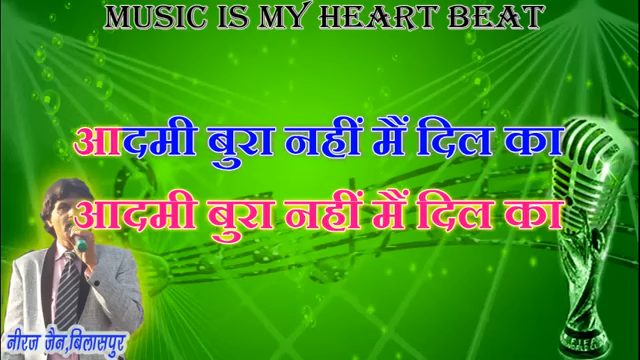 MUSIC IS MY HEART BEAT
आदमी बुरा नहीं मैं दिल का
आदमी बुरा नहीं मैं दिल का
नीरज जैन,बिलासपुर